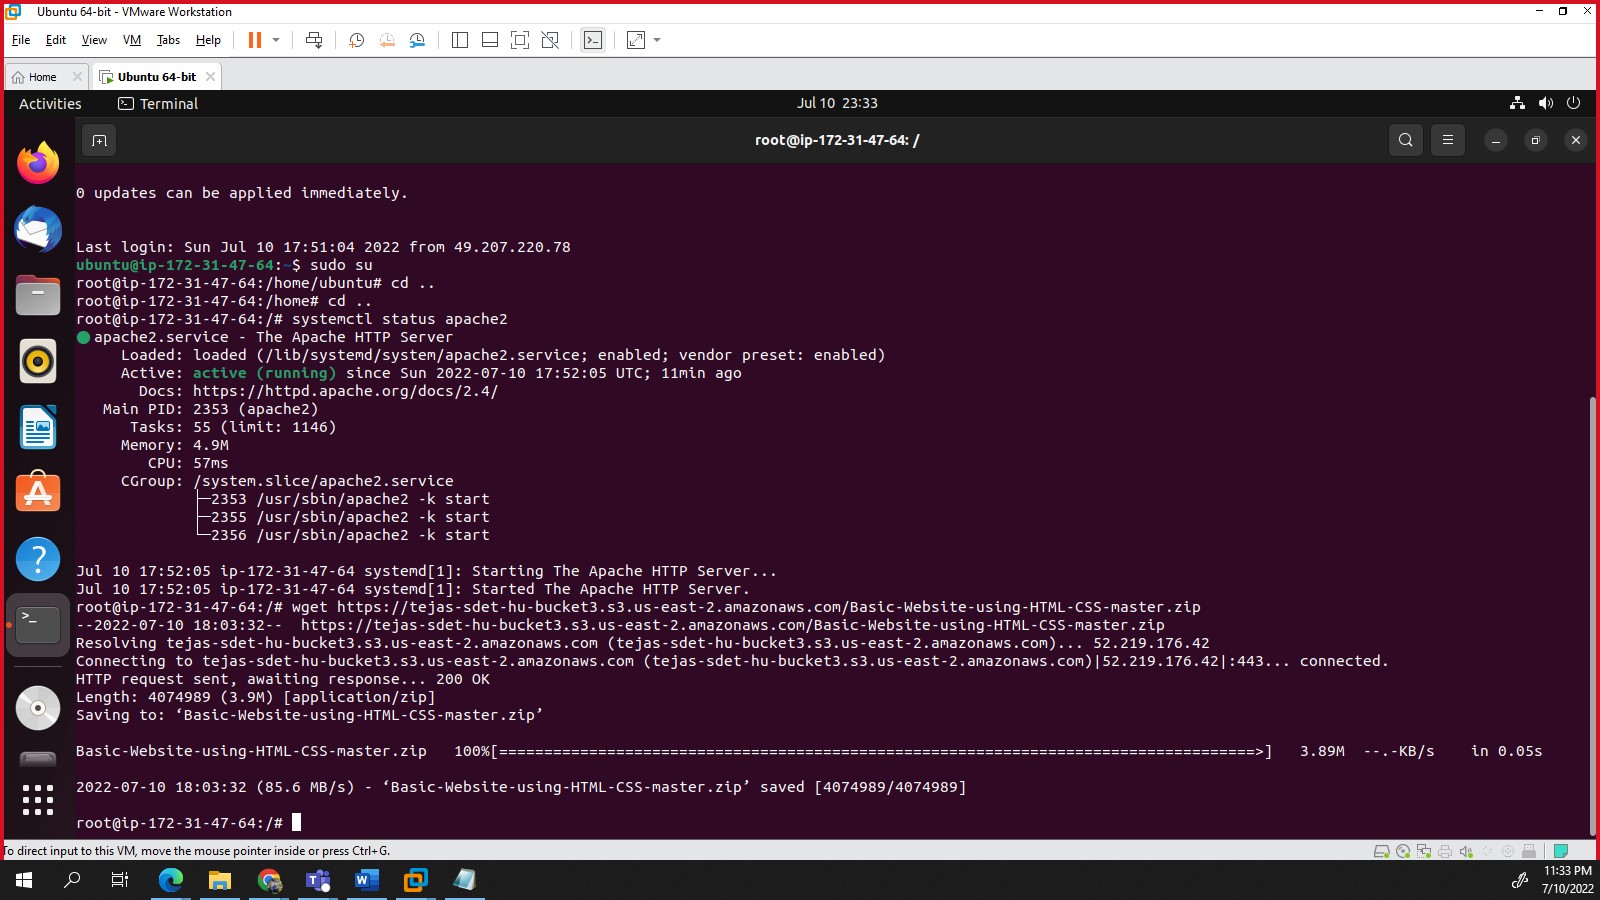 Ubuntu 64-bit - VMware Workstation
File Edit View VM Tabs Help
Home Ubuntu 64-bit
Activities Terminal Jul 10 23:33
root@ip-172-31-47-64: /
0 updates can be applied immediately.
Last login: Sun Jul 10 17:51:04 2022 from 49.207.220.78
ubuntu@ip-172-31-47-64:~$ sudo su
root@ip-172-31-47-64:/home/ubuntu# cd ..
root@ip-172-31-47-64:/home# cd ..
root@ip-172-31-47-64:/# systemctl status apache2
apache2.service - The Apache HTTP Server
Loaded: loaded (/lib/systemd/system/apache2.service; enabled; vendor preset: enabled)
Active: active (running) since Sun 2022-07-10 17:52:05 UTC; 11min ago
Docs: https://httpd.apache.org/docs/2.4/
Main PID: 2353 (apache2)
Tasks: 55 (limit: 1146)
Memory: 4.9M
CPU: 57ms
CGroup: /system.slice/apache2.service
├─2353 /usr/sbin/apache2 -k start
├─2355 /usr/sbin/apache2 -k start
└─2356 /usr/sbin/apache2 -k start
Jul 10 17:52:05 ip-172-31-47-64 systemd[1]: Starting The Apache HTTP Server...
Jul 10 17:52:05 ip-172-31-47-64 systemd[1]: Started The Apache HTTP Server.
root@ip-172-31-47-64:/# wget https://tejas-sdet-hu-bucket3.s3.us-east-2.amazonaws.com/Basic-Website-using-HTML-CSS-master.zip
--2022-07-10 18:03:32-- https://tejas-sdet-hu-bucket3.s3.us-east-2.amazonaws.com/Basic-Website-using-HTML-CSS-master.zip
Resolving tejas-sdet-hu-bucket3.s3.us-east-2.amazonaws.com (tejas-sdet-hu-bucket3.s3.us-east-2.amazonaws.com)... 52.219.176.42
Connecting to tejas-sdet-hu-bucket3.s3.us-east-2.amazonaws.com (tejas-sdet-hu-bucket3.s3.us-east-2.amazonaws.com)|52.219.176.42|:443... connected.
HTTP request sent, awaiting response... 200 OK
Length: 4074989 (3.9M) [application/zip]
Saving to: ‘Basic-Website-using-HTML-CSS-master.zip’
Basic-Website-using-HTML-CSS-master.zip 100%[====================================================================================>] 3.89M --.-KB/s in 0.05s
2022-07-10 18:03:32 (85.6 MB/s) - ‘Basic-Website-using-HTML-CSS-master.zip’ saved [4074989/4074989]
root@ip-172-31-47-64:/#
To direct input to this VM, move the mouse pointer inside or press Ctrl+G.
11:33 PM
7/10/2022